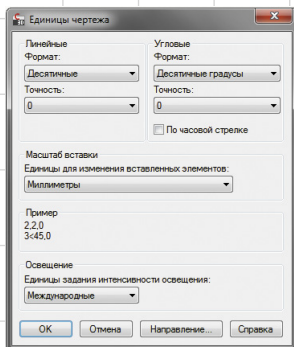 Единицы чертежа
Линейные
Формат:
Десятичные
Точность:
0
Угловые
Формат:
Десятичные градусы
Точность:
0
По часовой стрелке
Масштаб вставки
Единицы для изменения вставленных элементов:
Миллиметры
Пример
2,2,0
3<45,0
Освещение
Единицы задания интенсивности освещения:
Международные
OK Отмена Направление... Справка